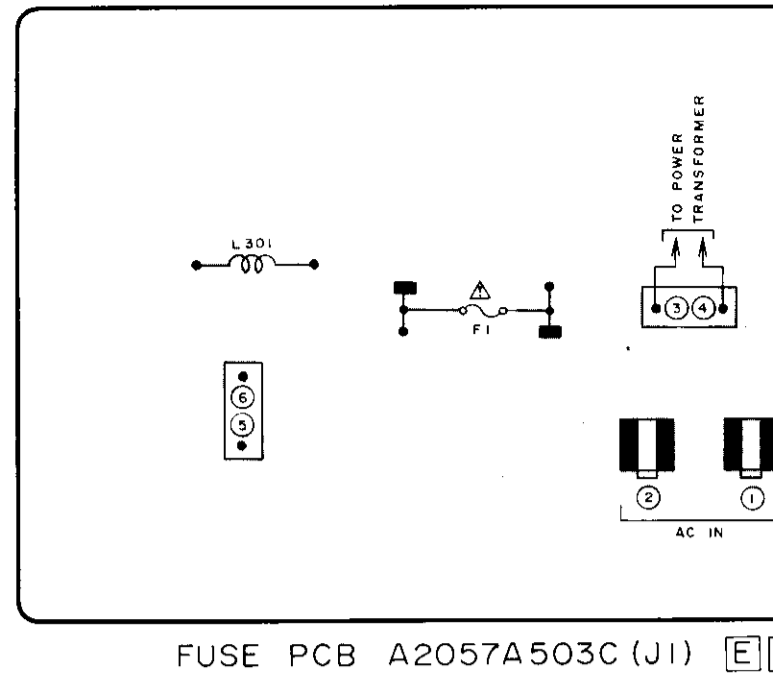 TO POWER
TRANSFORMER
L301
F1
3 4
6
5
2 1
AC IN
FUSE PCB A2057A503C (J1) E